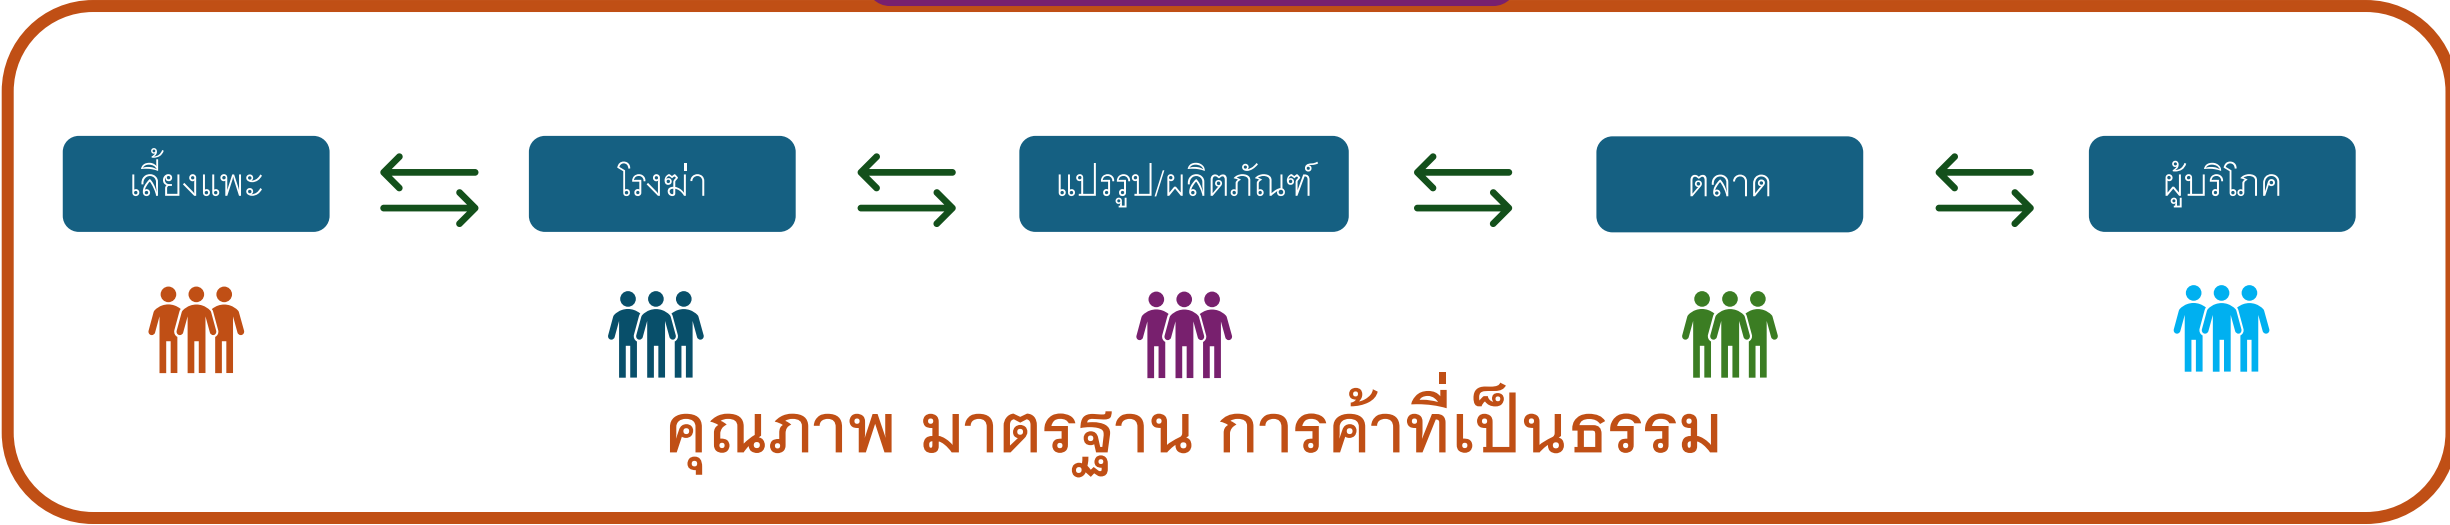 เลี้ยงแพะ
โรงฆ่า
แปรรูป/ผลิตภัณฑ์
ตลาด
ผู้บริโภค
คุณภาพ มาตรฐาน การค้าที่เป็นธรรม